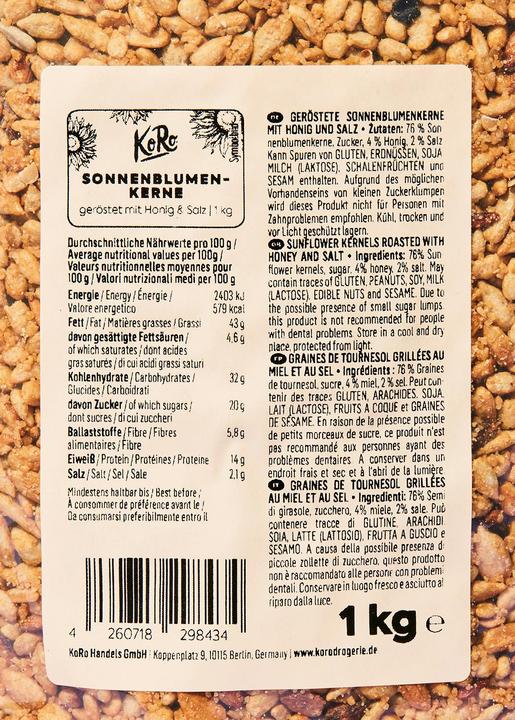 KoRo
Symbolbild
SONNENBLUMEN-
KERNE
geröstet mit Honig & Salz | 1 kg
Durchschnittliche Nährwerte pro 100 g /
Average nutritional values per 100g /
Valeurs nutritionnelles moyennes pour
100 g / Valori nutrizionali medi per 100 g
Energie / Energy / Énergie / 2403 kJ
Valore energetico 579 kcal
Fett / Fat / Matières grasses / Grassi 43 g
davon gesättigte Fettsäuren / 4,6 g
of which saturates / dont acides
gras saturés / di cui acidi grassi saturi
Kohlenhydrate / Carbohydrates / 32 g
Glucides / Carboidrati
davon Zucker / of which sugars / 20 g
dont sucres / di cui zuccheri
Ballaststoffe / Fibre / Fibres 5,8 g
alimentaires / Fibre
Eiweiß / Protein / Protéines / Proteine 14 g
Salz / Salt / Sel / Sale 2,1 g
Mindestens haltbar bis / Best before /
À consommer de préférence avant le /
Da consumarsi preferibilmente entro il
4 260718 298434
DE GERÖSTETE SONNENBLUMENKERNE
MIT HONIG UND SALZ • Zutaten: 76 % Son
nenblumenkerne, Zucker, 4 % Honig, 2 % Salz
Kann Spuren von GLUTEN, ERDNÜSSEN, SOJA
MILCH (LAKTOSE), SCHALENFRÜCHTEN und
SESAM enthalten. Aufgrund des möglichen
Vorhandenseins von kleinen Zuckerklumpen
wird dieses Produkt nicht für Personen mit
Zahnproblemen empfohlen. Kühl, trocken und
vor Licht geschützt lagern.
SUNFLOWER KERNELS ROASTED WITH
HONEY AND SALT • Ingredients: 76% Sun
flower kernels, sugar, 4% honey, 2% salt. May
contain traces of GLUTEN, PEANUTS, SOY, MILK
(LACTOSE), EDIBLE NUTS and SESAME. Due to
the possible presence of small sugar lumps
this product is not recommended for people
with dental problems. Store in a cool and dry
place, protected from light.
GRAINES DE TOURNESOL GRILLÉES AU
MIEL ET AU SEL • Ingrédients : 76 % Graines
de tournesol, sucre, 4 % miel, 2 % sel. Peut con-
tenir des traces GLUTEN, ARACHIDES, SOJA,
LAIT (LACTOSE), FRUITS A COQUE et GRAINES
DE SÉSAME. En raison de la présence possible
de petits morceaux de sucre, ce produit n'est
pas recommandé aux personnes ayant des
problèmes dentaires. A conserver dans un
endroit frais et sec et à l'abri de la lumière.
GRAINES DE TOURNESOL GRILLÉES
AU MIEL ET AU SEL • Ingredienti: 76% Semi
di girasole, zucchero, 4% miele, 2% sale. Può
contenere tracce di GLUTINE, ARACHIDI,
SOIA, LATTE (LATTOSIO), FRUTTA A GUSCIO e
SESAMO. A causa della possibile presenza di
piccole zollette di zucchero, questo prodotto
non è raccomandato alle persone con problemi
dentali. Conservare in luogo fresco e asciutto al
riparo dalla luce.
1 kg e
KoRo Handels GmbH | Koppenplatz 9, 10115 Berlin, Germany | www.korodrogerie.de